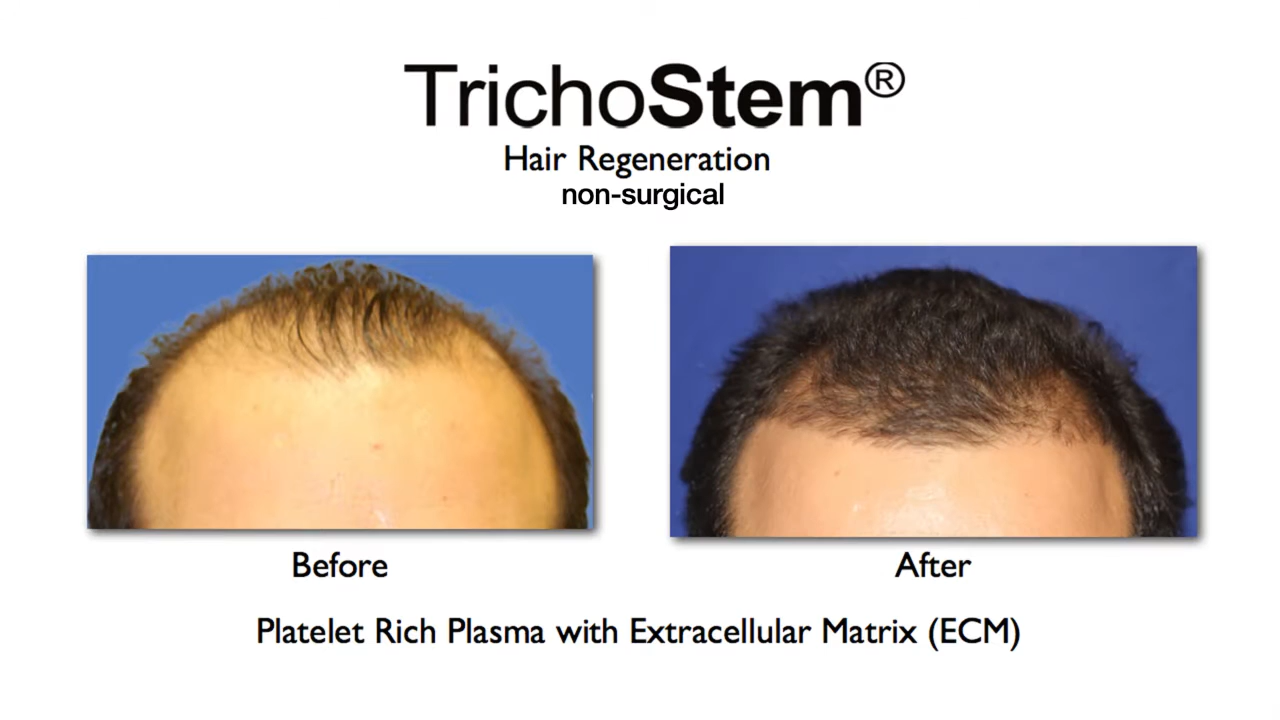 TrichoStem®
Hair Regeneration
non-surgical
Before
After
Platelet Rich Plasma with Extracellular Matrix (ECM)